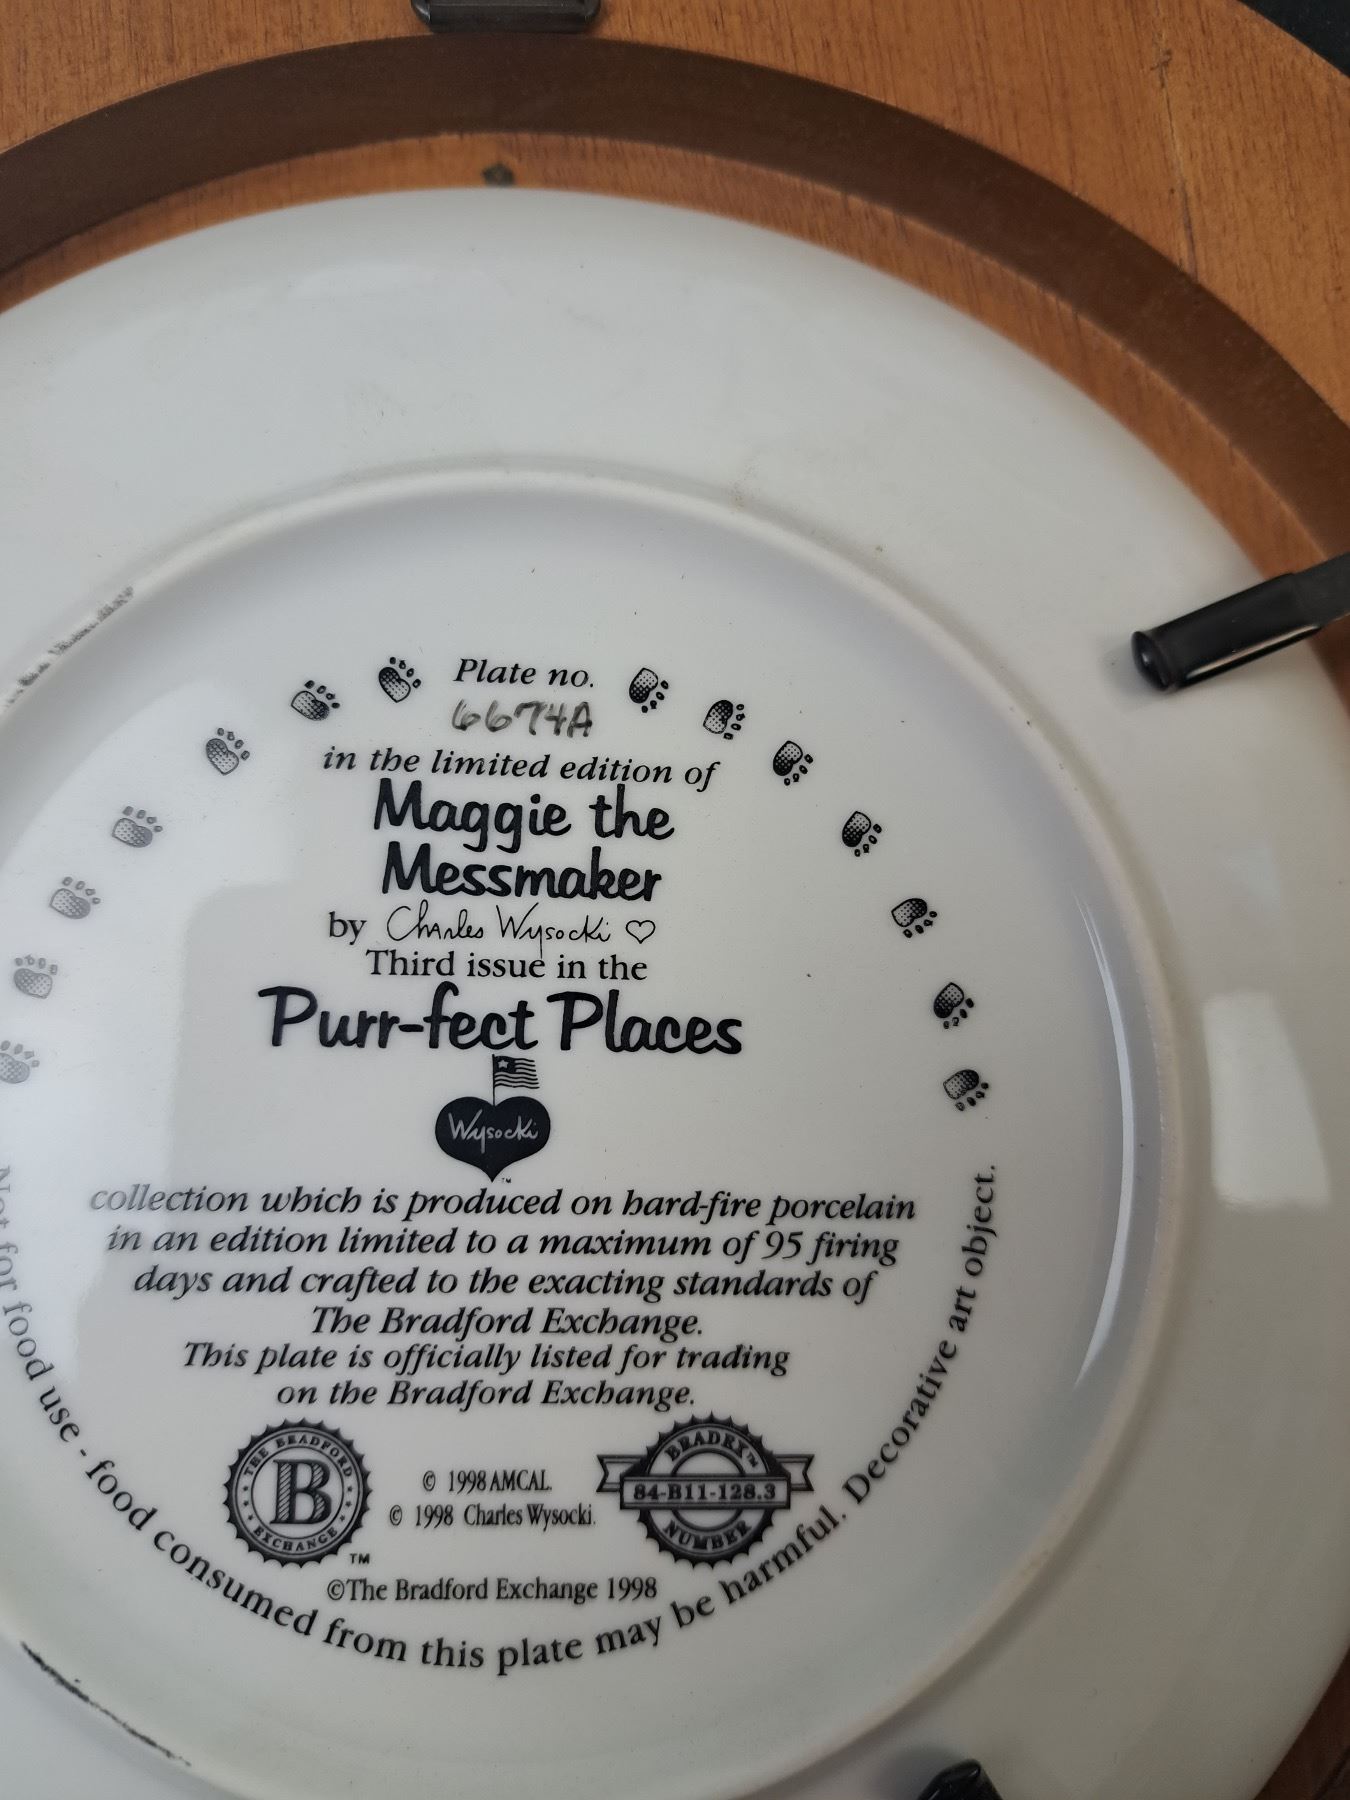 Plate no.
6674A
in the limited edition of
Maggie the
Messmaker
by Charles Wysocki
Third issue in the
Purr-fect Places
Wysocki
TM
collection which is produced on hard-fire porcelain
in an edition limited to a maximum of 95 firing
days and crafted to the exacting standards of
The Bradford Exchange.
This plate is officially listed for trading
on the Bradford Exchange.
THE BRADFORD EXCHANGE
B
TM
© 1998 AMCAL.
© 1998 Charles Wysocki.
BRADEX™
84-B11-128.3
NUMBER
©The Bradford Exchange 1998
Not for food use - food consumed from this plate may be harmful. Decorative art object.